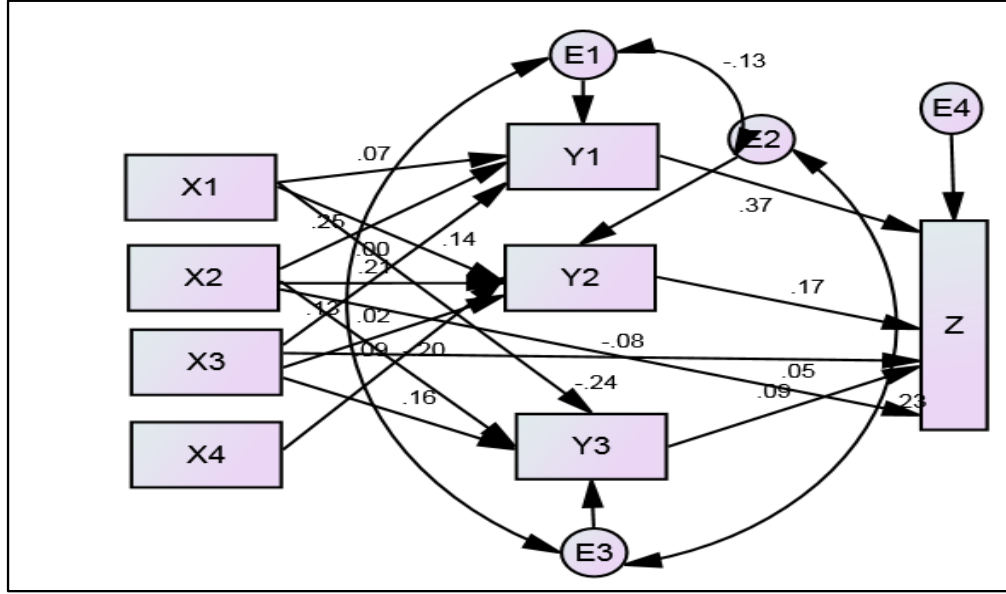 E1
-.13
E4
E2
Y1
.07
X1
.37
.25
.14
.00
.21
X2
Y2
.17
.13
.02
Z
-.08
X3
.09
.20
.05
-.24
.09
.16
.23
Y3
X4
E3